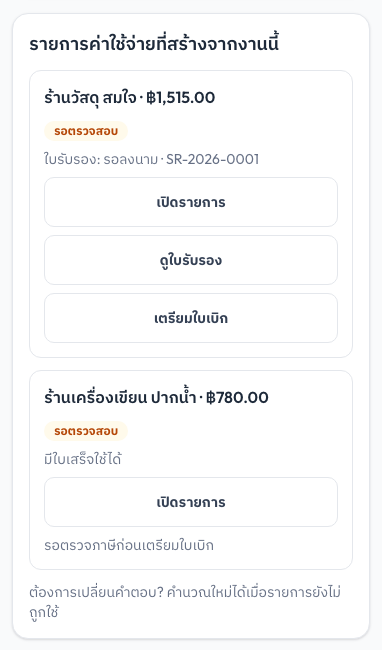 รายการค่าใช้จ่ายที่สร้างจากงานนี้
ร้านวัสดุ สมใจ · ฿1,515.00
รอตรวจสอบ
ใบรับรอง: รอลงนาม · SR-2026-0001
เปิดรายการ
ดูใบรับรอง
เตรียมใบเบิก
ร้านเครื่องเขียน ปากน้ำ · ฿780.00
รอตรวจสอบ
มีใบเสร็จใช้ได้
เปิดรายการ
รอตรวจภาษีก่อนเตรียมใบเบิก
ต้องการเปลี่ยนคำตอบ? คำนวณใหม่ได้เมื่อรายการยังไม่
ถูกใช้